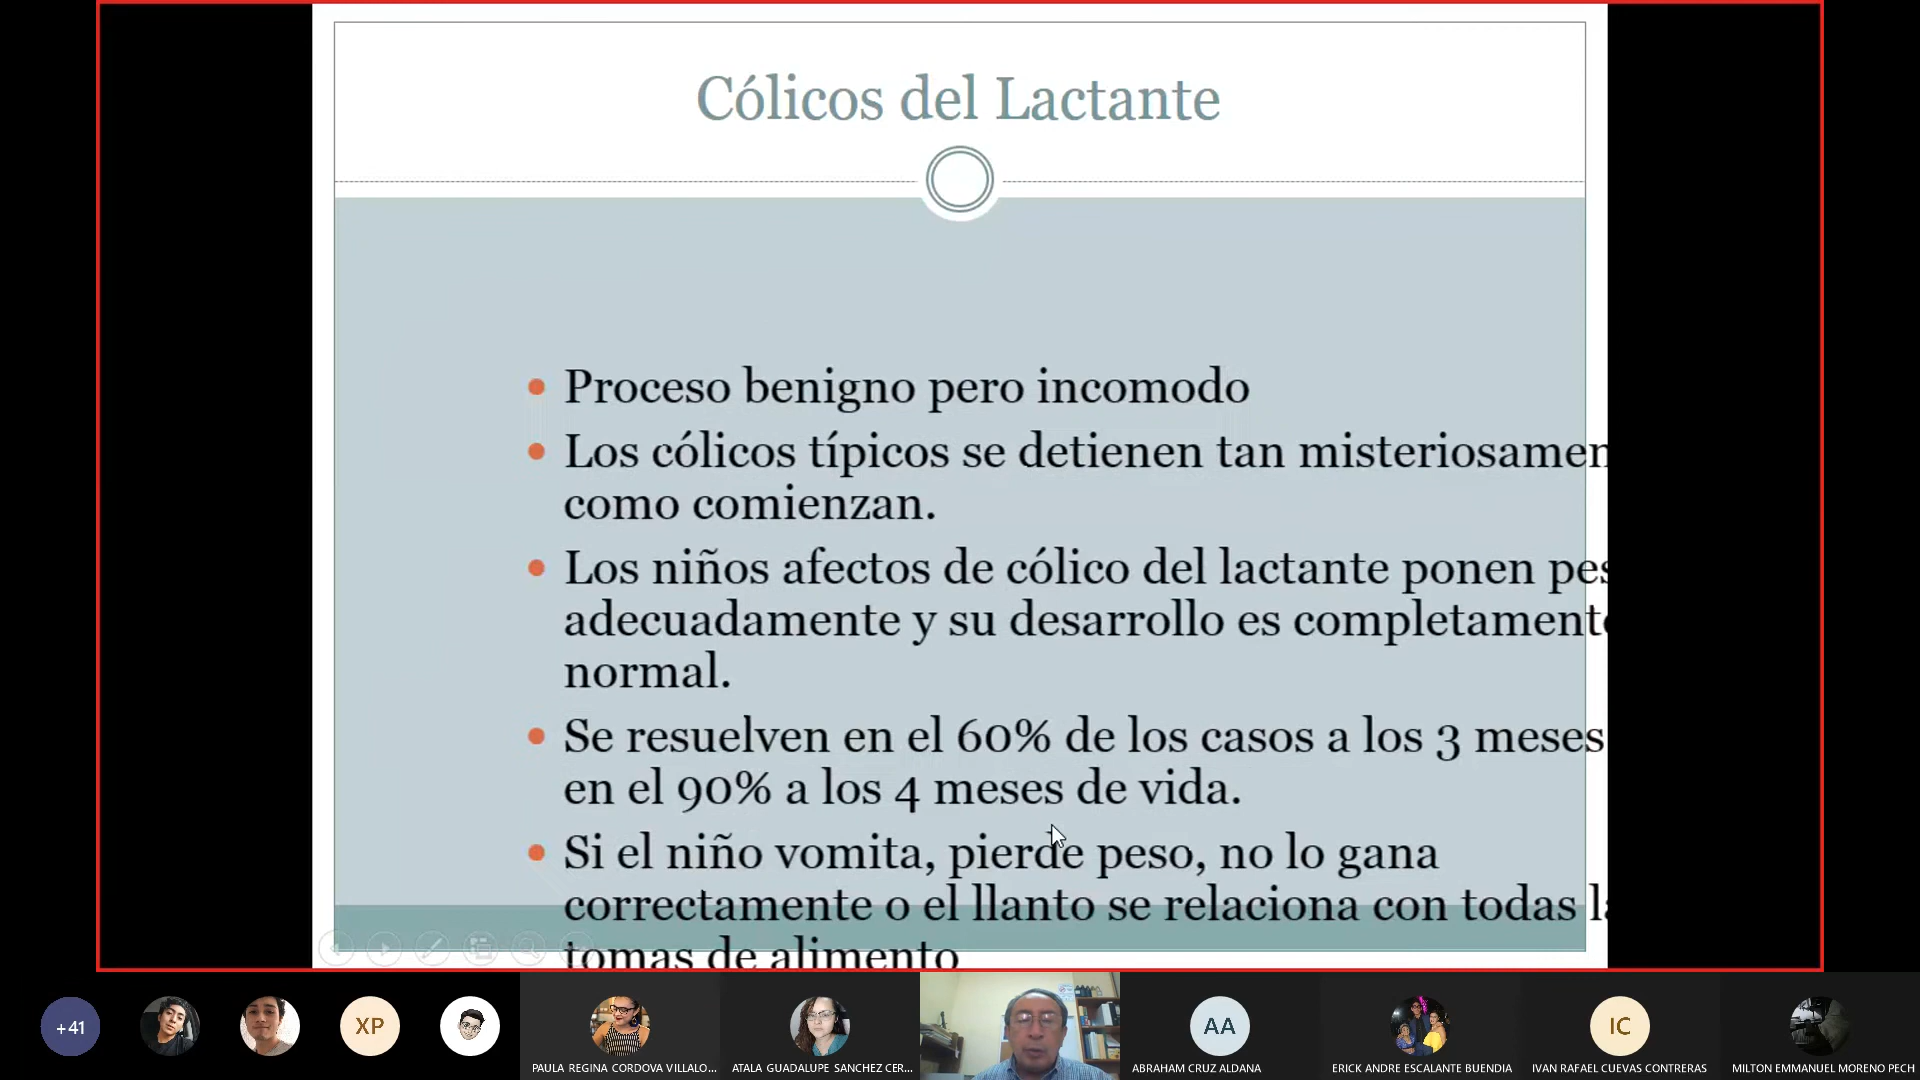 Cólicos del Lactante
• Proceso benigno pero incomodo
• Los cólicos típicos se detienen tan misteriosamen
como comienzan.
• Los niños afectos de cólico del lactante ponen pes
adecuadamente y su desarrollo es completamente
normal.
• Se resuelven en el 60% de los casos a los 3 meses
en el 90% a los 4 meses de vida.
• Si el niño vomita, pierde peso, no lo gana
correctamente o el llanto se relaciona con todas la
tomas de alimento
+41
XP
AA
IC
PAULA REGINA CORDOVA VILLALO...
ATALA GUADALUPE SANCHEZ CER...
ABRAHAM CRUZ ALDANA
ERICK ANDRE ESCALANTE BUENDIA
IVAN RAFAEL CUEVAS CONTRERAS
MILTON EMMANUEL MORENO PECH